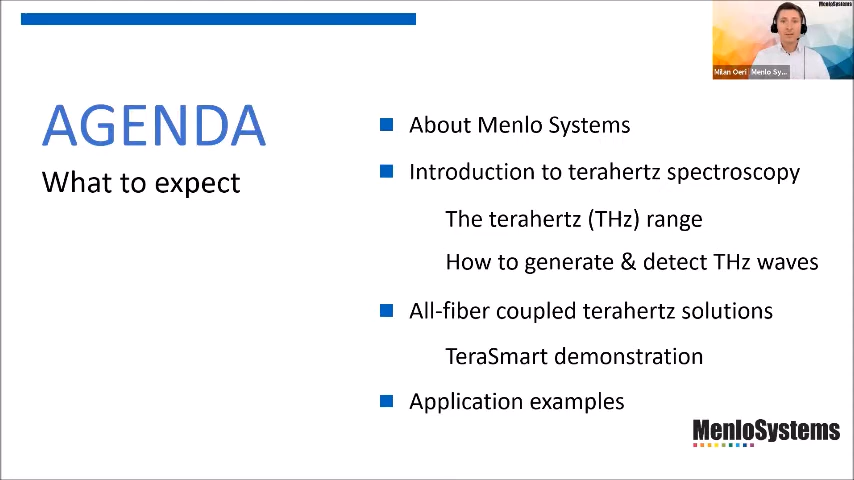 MenloSystems
Milan Oeri Menlo Sy...
AGENDA
What to expect
About Menlo Systems
Introduction to terahertz spectroscopy
The terahertz (THz) range
How to generate & detect THz waves
All-fiber coupled terahertz solutions
TeraSmart demonstration
Application examples
MenloSystems